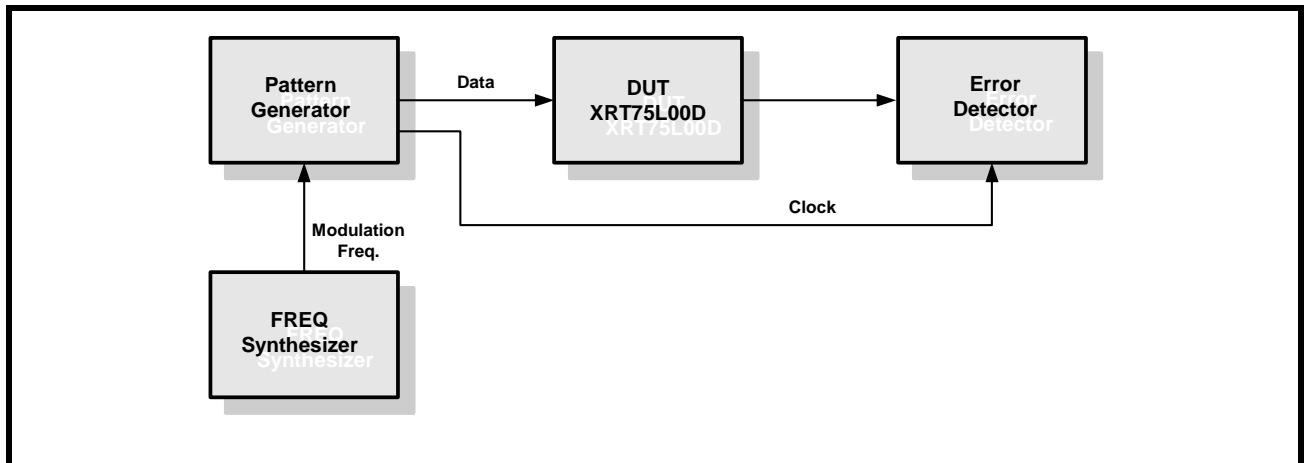 Pattern
Generator
Data
DUT
XRT75L00D
Error
Detector
Clock
Modulation
Freq.
FREQ
Synthesizer